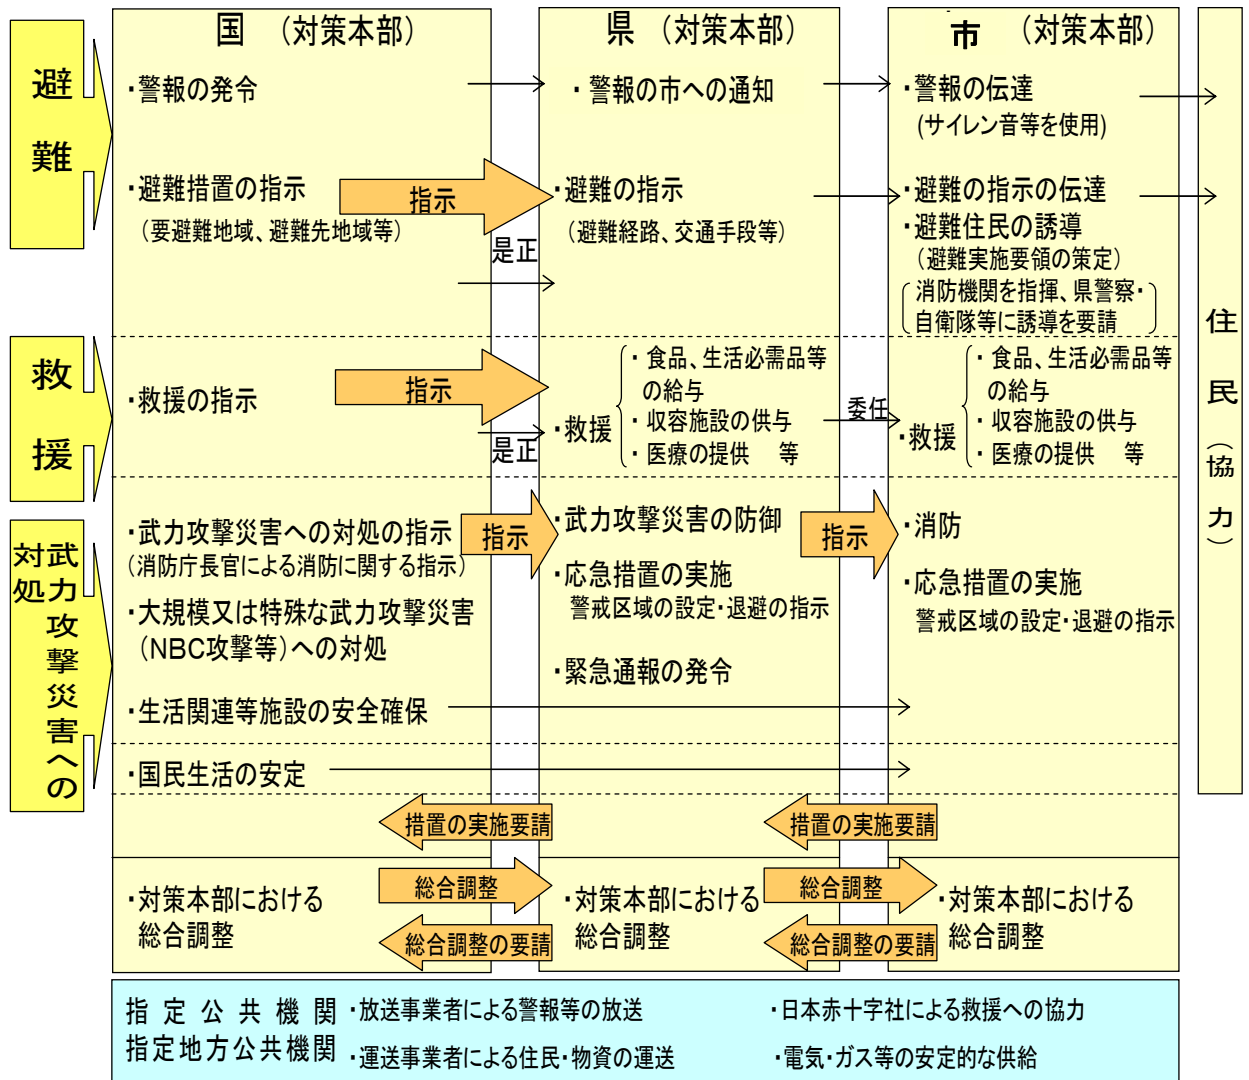 国 (対策本部)
県 (対策本部)
市 (対策本部)
避難
・警報の発令
・警報の市への通知
・警報の伝達
(サイレン音等を使用)
・避難措置の指示
(要避難地域、避難先地域等)
指示
是正
・避難の指示
(避難経路、交通手段等)
・避難の指示の伝達
・避難住民の誘導
(避難実施要領の策定)
消防機関を指揮、県警察・
自衛隊等に誘導を要請
救援
・救援の指示
指示
是正
・救援
・食品、生活必需品等
の給与
・収容施設の供与
・医療の提供 等
委任
・救援
・食品、生活必需品等
の給与
・収容施設の供与
・医療の提供 等
武力攻撃災害への
対処
・武力攻撃災害への対処の指示
(消防庁長官による消防に関する指示)
・大規模又は特殊な武力攻撃災害
(NBC攻撃等)への対処
・生活関連等施設の安全確保
指示
・武力攻撃災害の防御
・応急措置の実施
警戒区域の設定・退避の指示
・緊急通報の発令
指示
・消防
・応急措置の実施
警戒区域の設定・退避の指示
・国民生活の安定
措置の実施要請
措置の実施要請
・対策本部における
総合調整
総合調整
総合調整の要請
・対策本部における
総合調整
総合調整
総合調整の要請
・対策本部における
総合調整
住民(協力)
指定公共機関
指定地方公共機関
・放送事業者による警報等の放送
・日本赤十字社による救援への協力
・運送事業者による住民・物資の運送
・電気・ガス等の安定的な供給